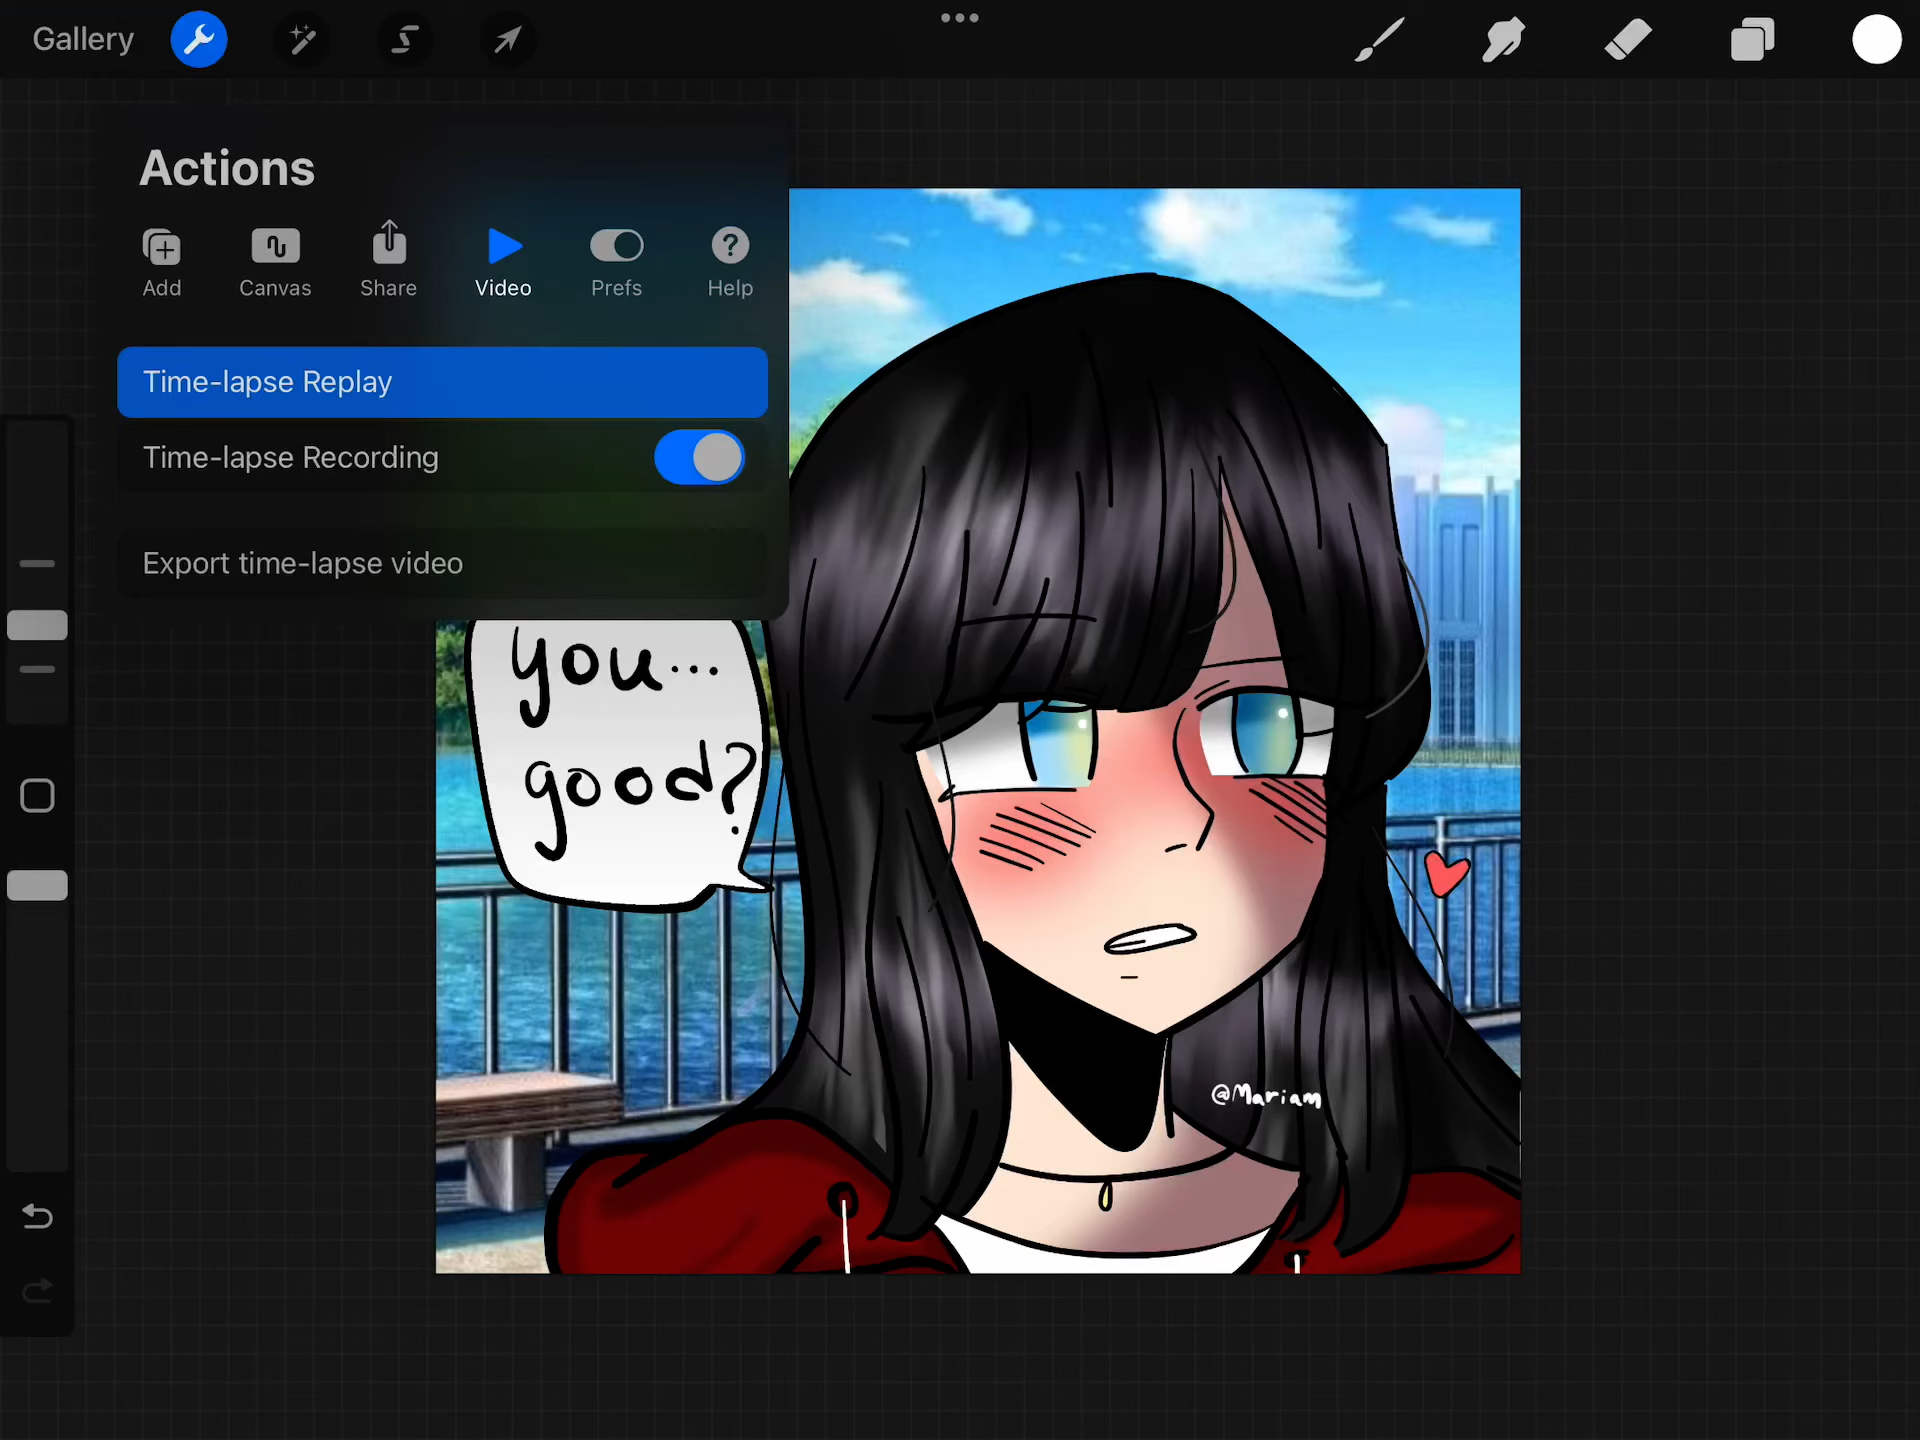 Gallery
Actions
Add Canvas Share Video Prefs Help
Time-lapse Replay
Time-lapse Recording
Export time-lapse video
you...
good?
@Mariam